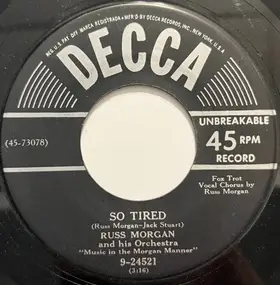 REG. U.S. PAT. OFF. MARCA REGISTRADA • MF'D BY DECCA RECORDS, INC., NEW YORK, U.S.A.
DECCA
(45-73078)
UNBREAKABLE
45 RPM
RECORD
Fox Trot
Vocal Chorus by
Russ Morgan
SO TIRED
(Russ Morgan-Jack Stuart)
RUSS MORGAN
and his Orchestra
"Music in the Morgan Manner"
9-24521
(3:16)